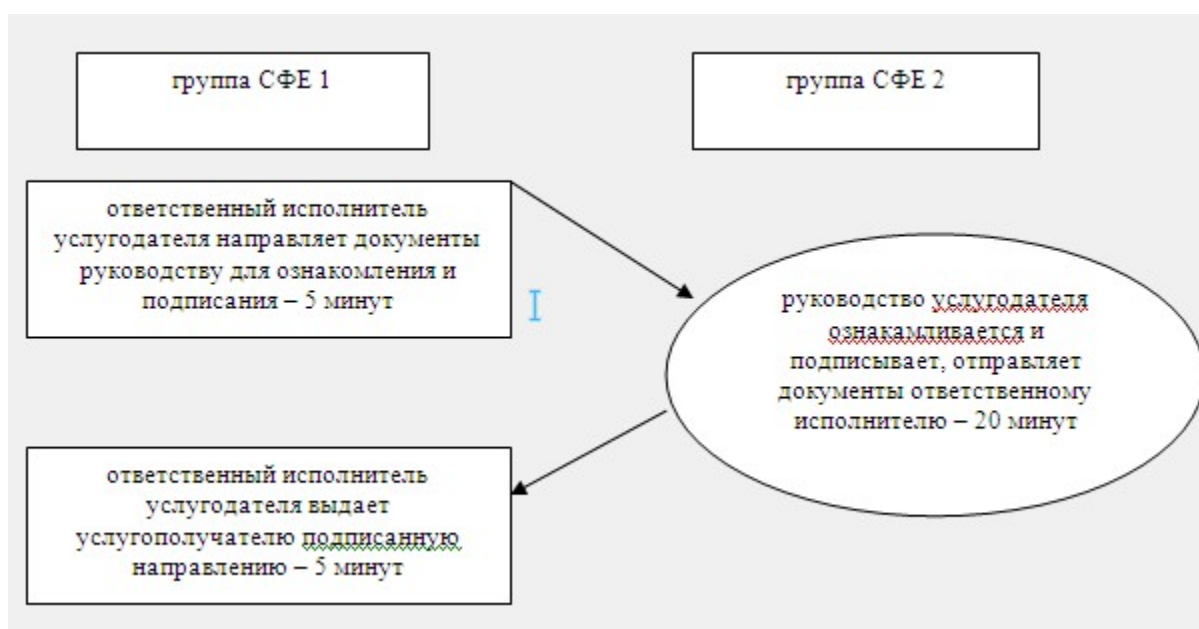 группа СФЕ 1
группа СФЕ 2
ответственный исполнитель
услугодателя направляет документы
руководству для ознакомления и
подписания – 5 минут
руководство услугодателя
ознакамливается и
подписывает, отправляет
документы ответственному
исполнителю – 20 минут
ответственный исполнитель
услугодателя выдает
услугополучателю подписанную
направлению – 5 минут